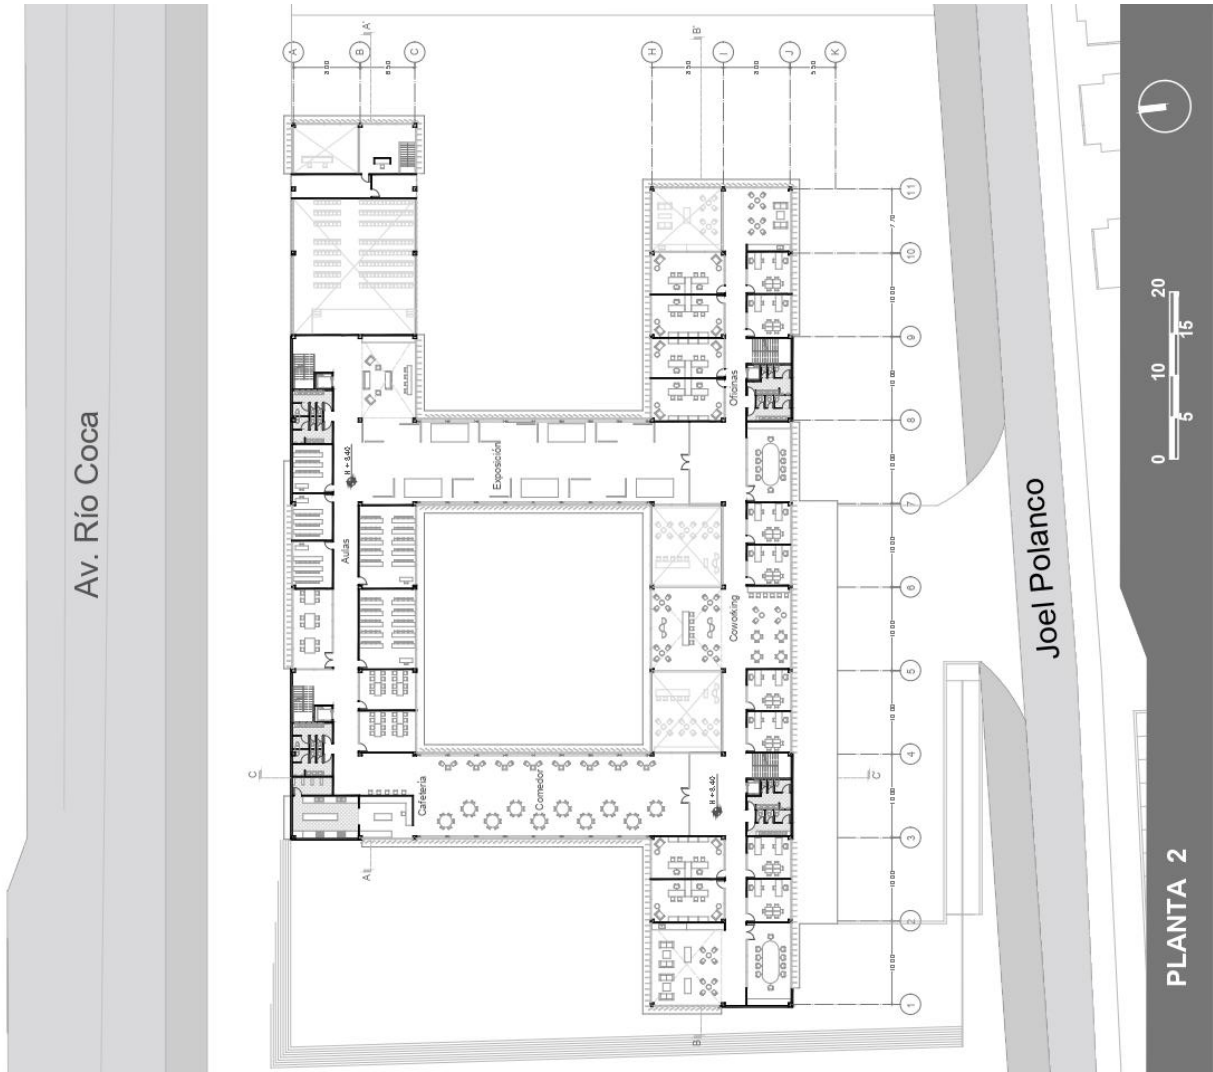 Av. Río Coca
A
B
C
A'
H
I
J
K
B'
Aulas
N + 8.40
Exposición
Oficinas
Coworking
Cafetería
Comedor
N + 8.40
C
C'
A
B
11
10
9
8
7
6
5
4
3
2
1
Joel Polanco
0
5
10
15
20
PLANTA 2